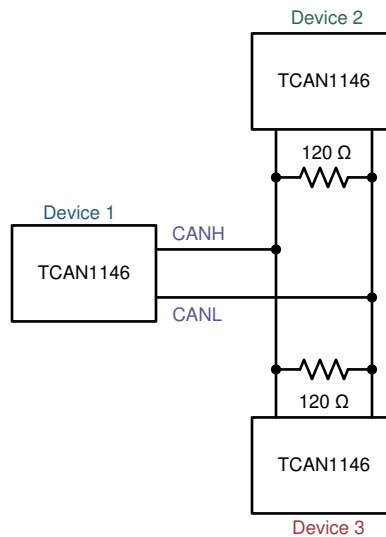 Device 2
TCAN1146
120 Ω
Device 1
CANH
TCAN1146
CANL
120 Ω
TCAN1146
Device 3